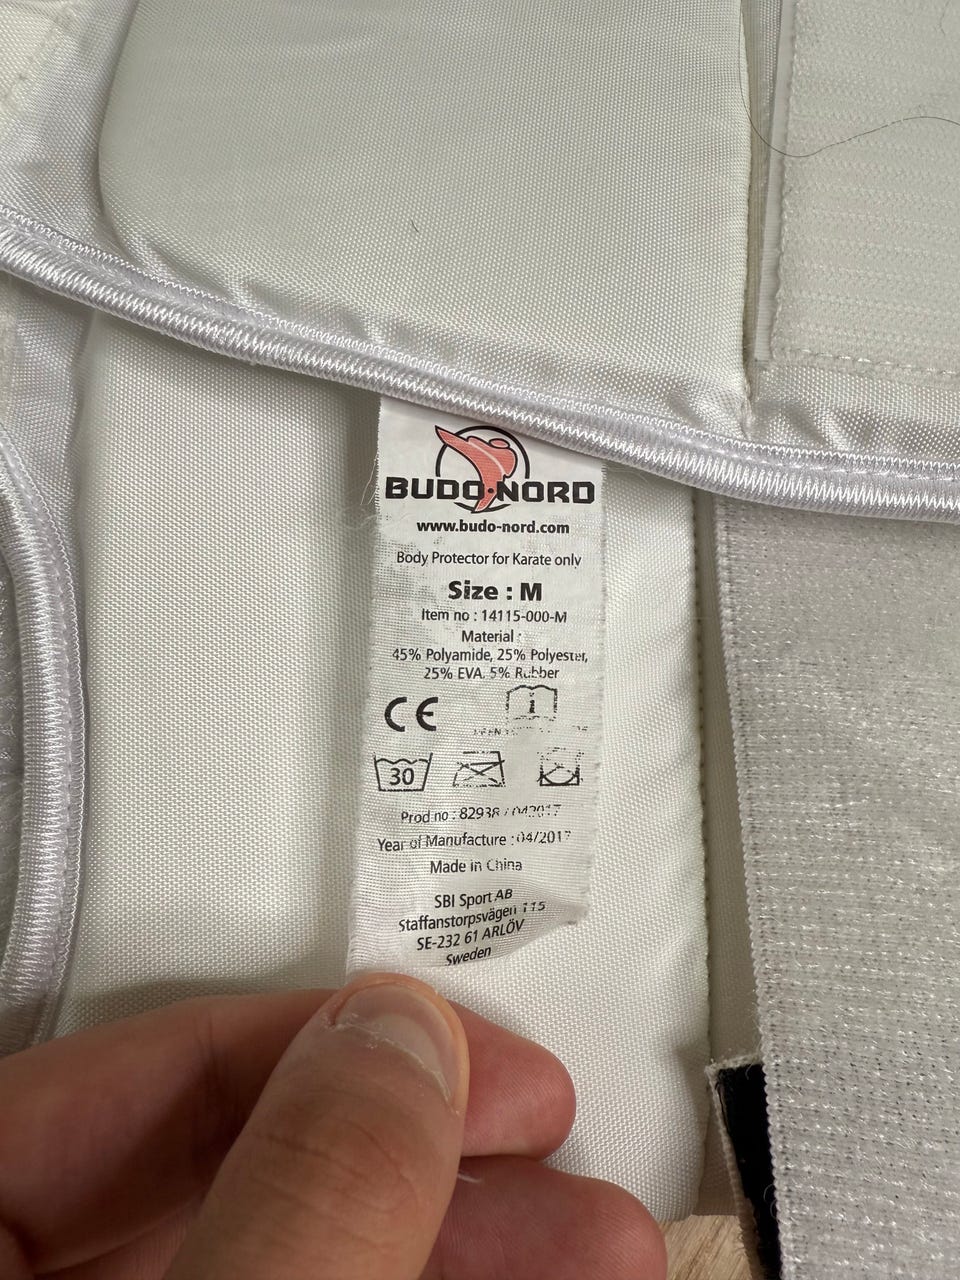 BUDO·NORD
www.budo-nord.com
Body Protector for Karate only
Size : M
Item no : 14115-000-M
Material :
45% Polyamide, 25% Polyester,
25% EVA. 5% Rubber
CE
i
30
Prod no : 82938 / 042017
Year of Manufacture : 04/2017
Made in China
SBI Sport AB
Staffanstorpsvägen 115
SE-232 61 ARLÖV
Sweden